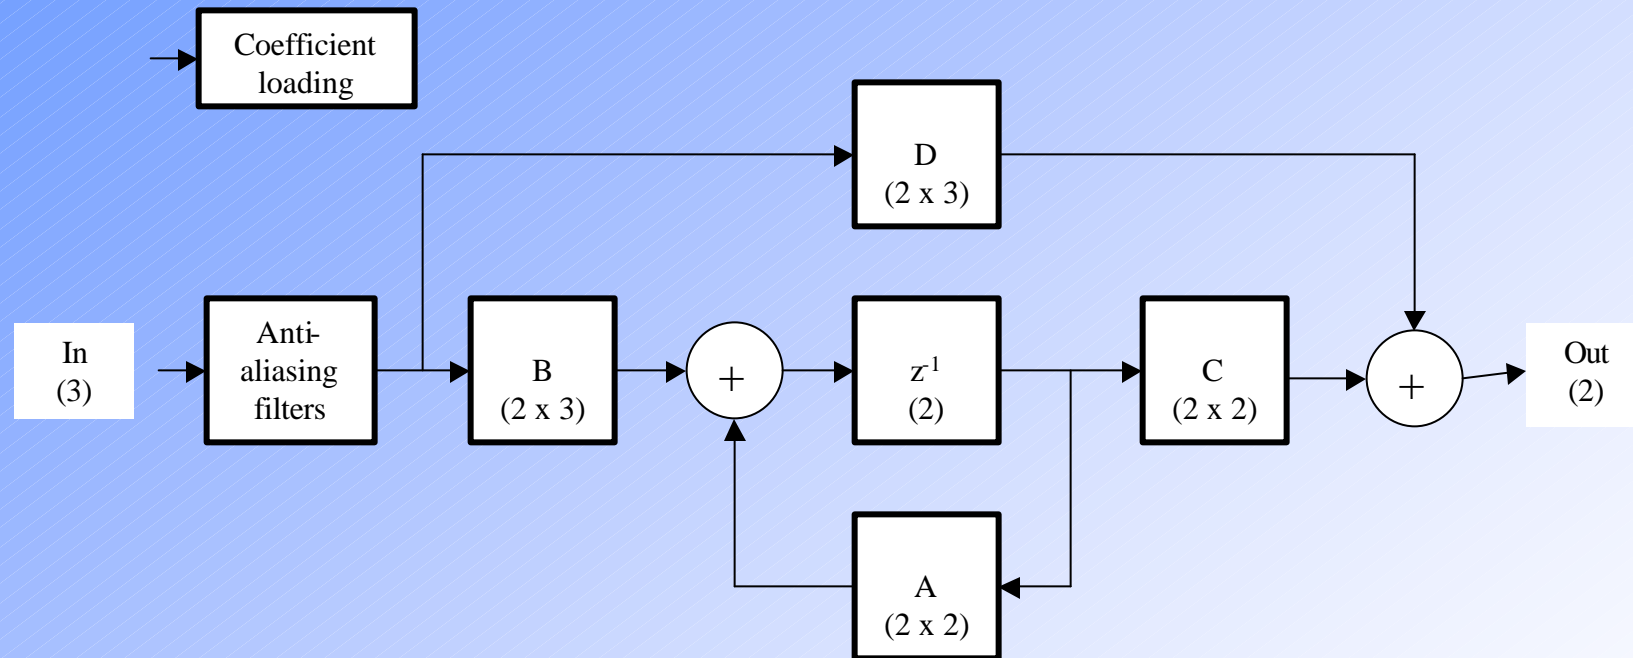 Coefficient
loading
D
(2 x 3)
In
(3)
Anti-
aliasing
filters
B
(2 x 3)
+
z⁻¹
(2)
C
(2 x 2)
+
Out
(2)
A
(2 x 2)